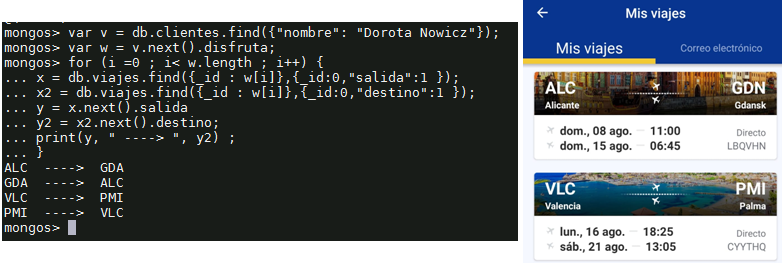 mongos> var v = db.clientes.find({"nombre": "Dorota Nowicz"});
mongos> var w = v.next().disfruta;
mongos> for (i =0 ; i< w.length ; i++) {
... x = db.viajes.find({_id : w[i]},{_id:0,"salida":1 });
... x2 = db.viajes.find({_id : w[i]},{_id:0,"destino":1 });
... y = x.next().salida
... y2 = x2.next().destino;
... print(y, " ----> ", y2) ;
... }
ALC  ---->  GDA
GDA  ---->  ALC
VLC  ---->  PMI
PMI  ---->  VLC
mongos>
Mis viajes
Mis viajes
Correo electrónico
ALC GDN
Alicante Gdansk
dom., 08 ago. — 11:00 Directo
dom., 15 ago. — 06:45 LBQVHN
VLC PMI
Valencia Palma
lun., 16 ago. — 18:25 Directo
sáb., 21 ago. — 13:05 CYYTHQ